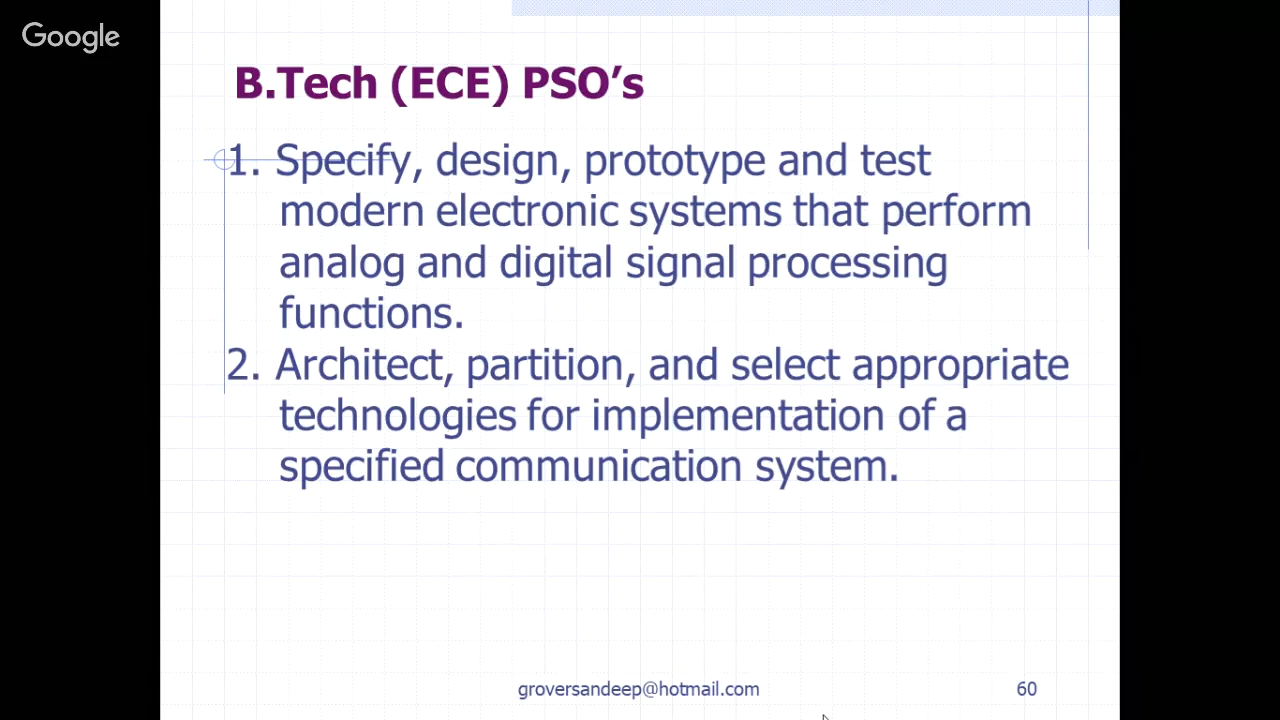 Google
B.Tech (ECE) PSO’s
1. Specify, design, prototype and test
modern electronic systems that perform
analog and digital signal processing
functions.
2. Architect, partition, and select appropriate
technologies for implementation of a
specified communication system.
groversandeep@hotmail.com 60